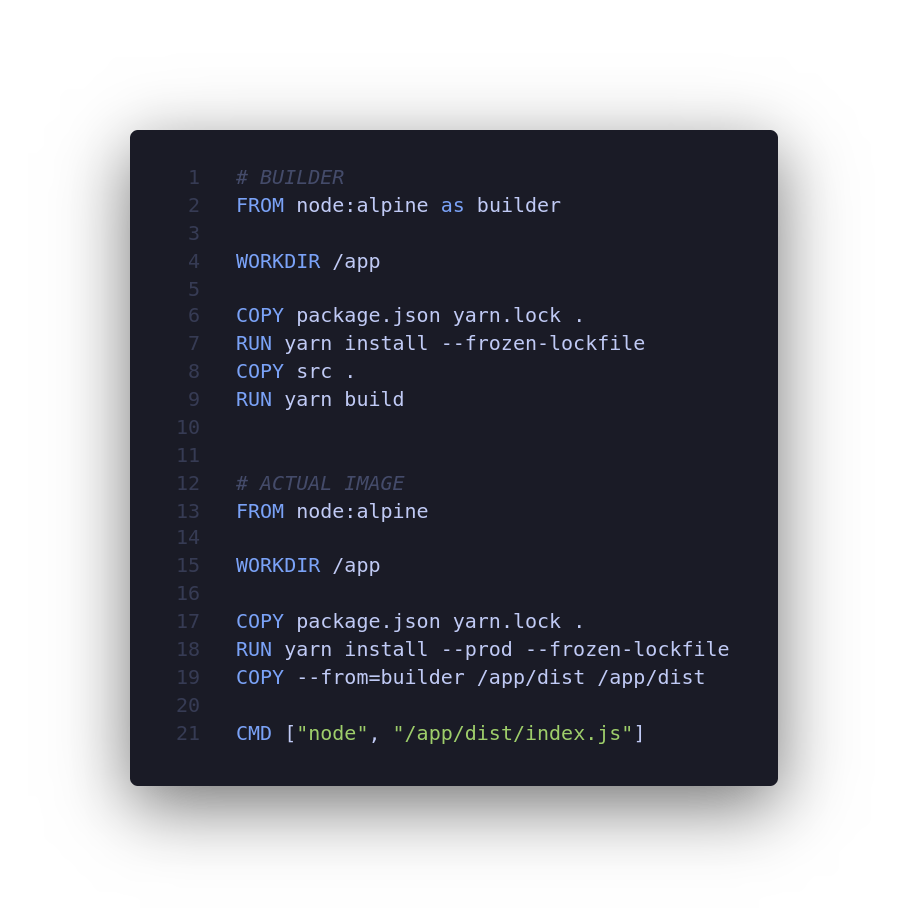 1 # BUILDER
2 FROM node:alpine as builder
3
4 WORKDIR /app
5
6 COPY package.json yarn.lock .
7 RUN yarn install --frozen-lockfile
8 COPY src .
9 RUN yarn build
10
11
12 # ACTUAL IMAGE
13 FROM node:alpine
14
15 WORKDIR /app
16
17 COPY package.json yarn.lock .
18 RUN yarn install --prod --frozen-lockfile
19 COPY --from=builder /app/dist /app/dist
20
21 CMD ["node", "/app/dist/index.js"]